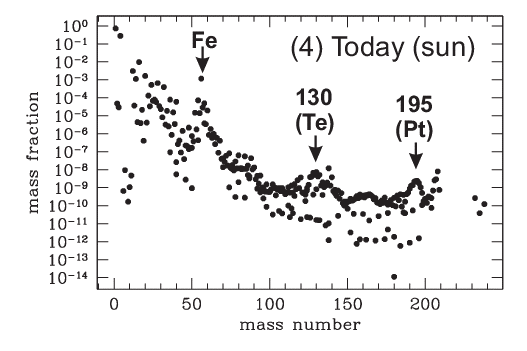 (4) Today (sun)
Fe
130
(Te)
195
(Pt)
mass fraction
10⁰
10⁻¹
10⁻²
10⁻³
10⁻⁴
10⁻⁵
10⁻⁶
10⁻⁷
10⁻⁸
10⁻⁹
10⁻¹⁰
10⁻¹¹
10⁻¹²
10⁻¹³
10⁻¹⁴
0 50 100 150 200
mass number